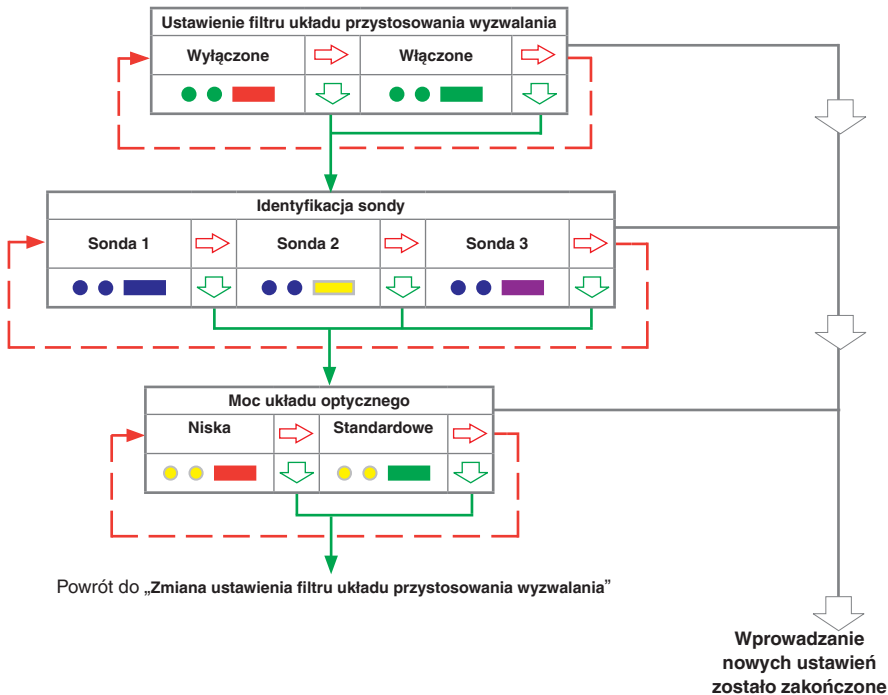 Ustawienie filtru układu przystosowania wyzwalania
Wyłączone
Włączone
Identyfikacja sondy
Sonda 1
Sonda 2
Sonda 3
Moc układu optycznego
Niska
Standardowe
Powrót do „Zmiana ustawienia filtru układu przystosowania wyzwalania”
Wprowadzanie
nowych ustawień
zostało zakończone